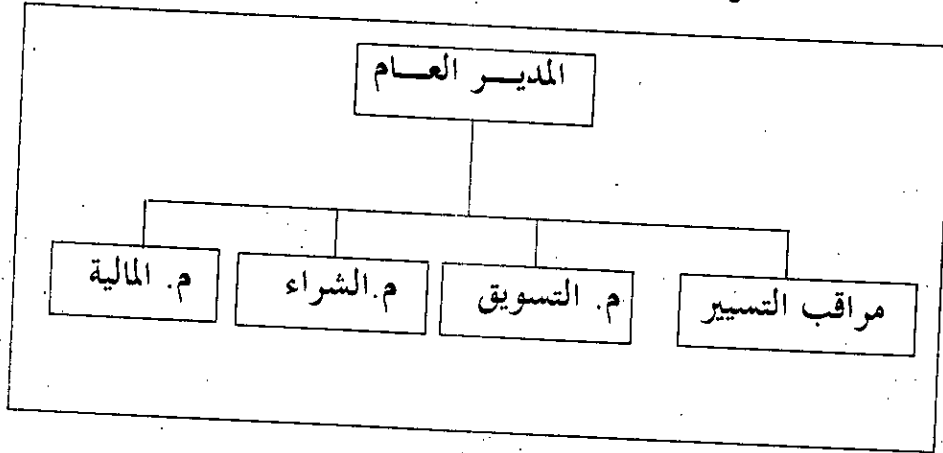 المديـــر العـــام
مراقب التسيير
م. التسويق
م.الشراء
م. المالية